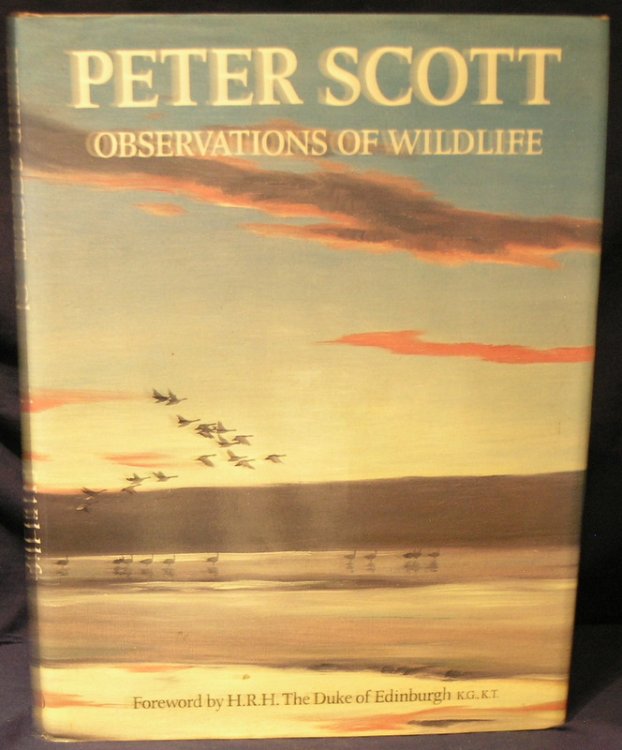 PETER SCOTT
OBSERVATIONS OF WILDLIFE
Foreword by H.R.H. The Duke of Edinburgh K.G., K.T.